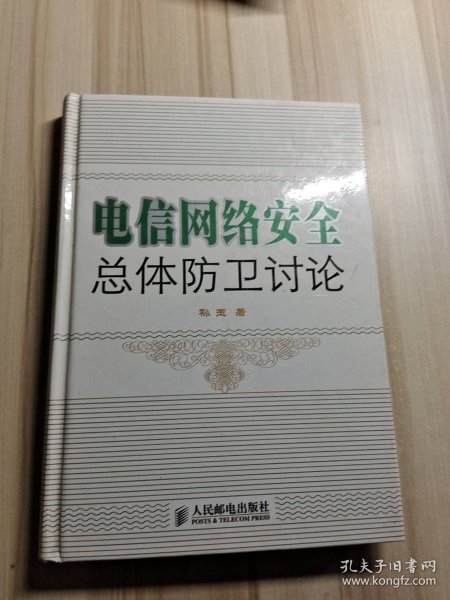 电信网络安全
总体防卫讨论
孙玉 著
人民邮电出版社
POSTS & TELECOM PRESS
孔夫子旧书网
www.kongfz.com